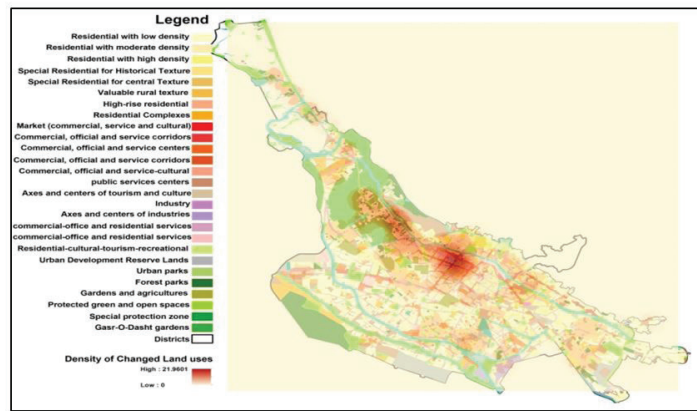 Legend
Residential with low density
Residential with moderate density
Residential with high density
Special Residential for Historical Texture
Special Residential for central Texture
Valuable rural texture
High-rise residential
Residential Complexes
Market (commercial, service and cultural)
Commercial, official and service corridors
Commercial, official and service centers
Commercial, official and service corridors
Commercial, official and service-cultural
public services centers
Axes and centers of tourism and culture
Industry
Axes and centers of industries
commercial-office and residential services
commercial-office and residential services
Residential-cultural-tourism-recreational
Urban Development Reserve Lands
Urban parks
Forest parks
Gardens and agricultures
Protected green and open spaces
Special protection zone
Gasr-O-Dasht gardens
Districts
Density of Changed Land uses
High : 21.9601
Low : 0